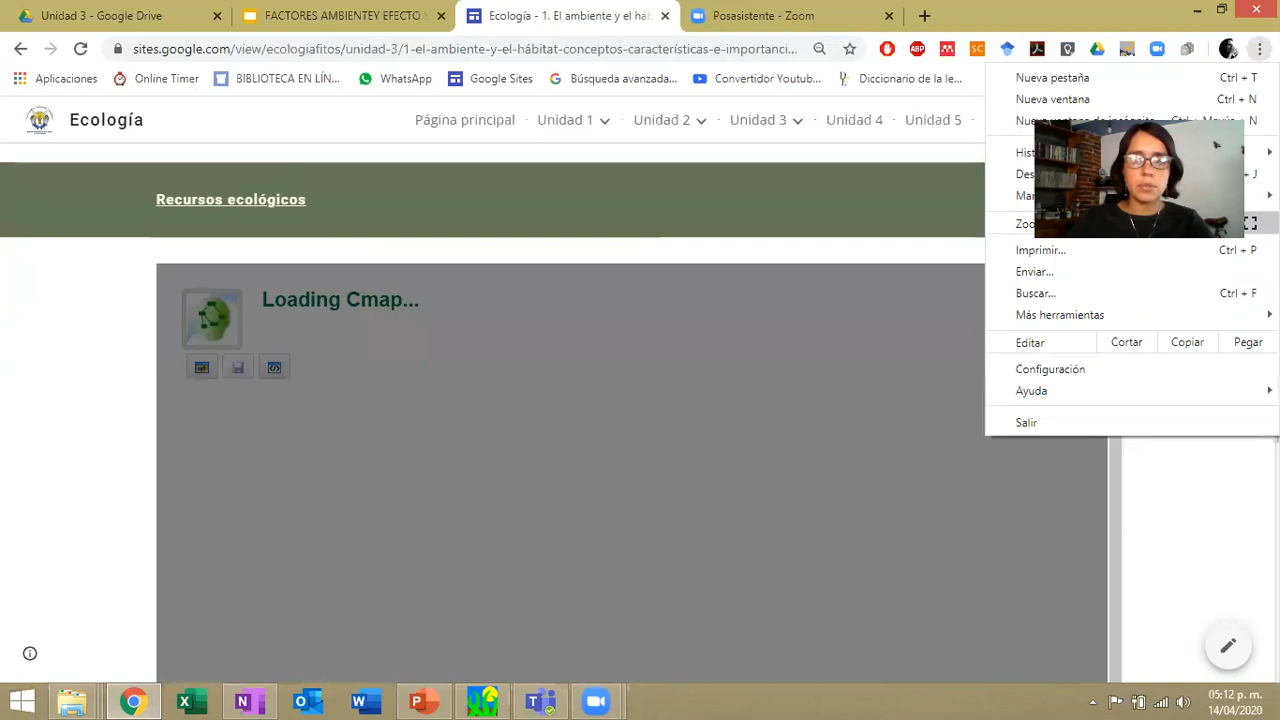 Unidad 3 - Google Drive
FACTORES AMBIENTEY EFECTO S
Ecología - 1. El ambiente y el háb
Posasistente - Zoom
sites.google.com/view/ecologiafitos/unidad-3/1-el-ambiente-y-el-hábitat-conceptos-características-e-importanci...
ABP
SC
Aplicaciones
Online Timer
BIBLIOTECA EN LÍN...
WhatsApp
Google Sites
Búsqueda avanzada...
Convertidor Youtub...
Diccionario de la le...
Nueva pestaña Ctrl + T
Nueva ventana Ctrl + N
Ecología
Página principal
Unidad 1
Unidad 2
Unidad 3
Unidad 4
Unidad 5
Recursos ecológicos
Imprimir... Ctrl + P
Enviar...
Buscar... Ctrl + F
Más herramientas
Editar Cortar Copiar Pegar
Configuración
Ayuda
Salir
Loading Cmap...
05:12 p. m.
14/04/2020